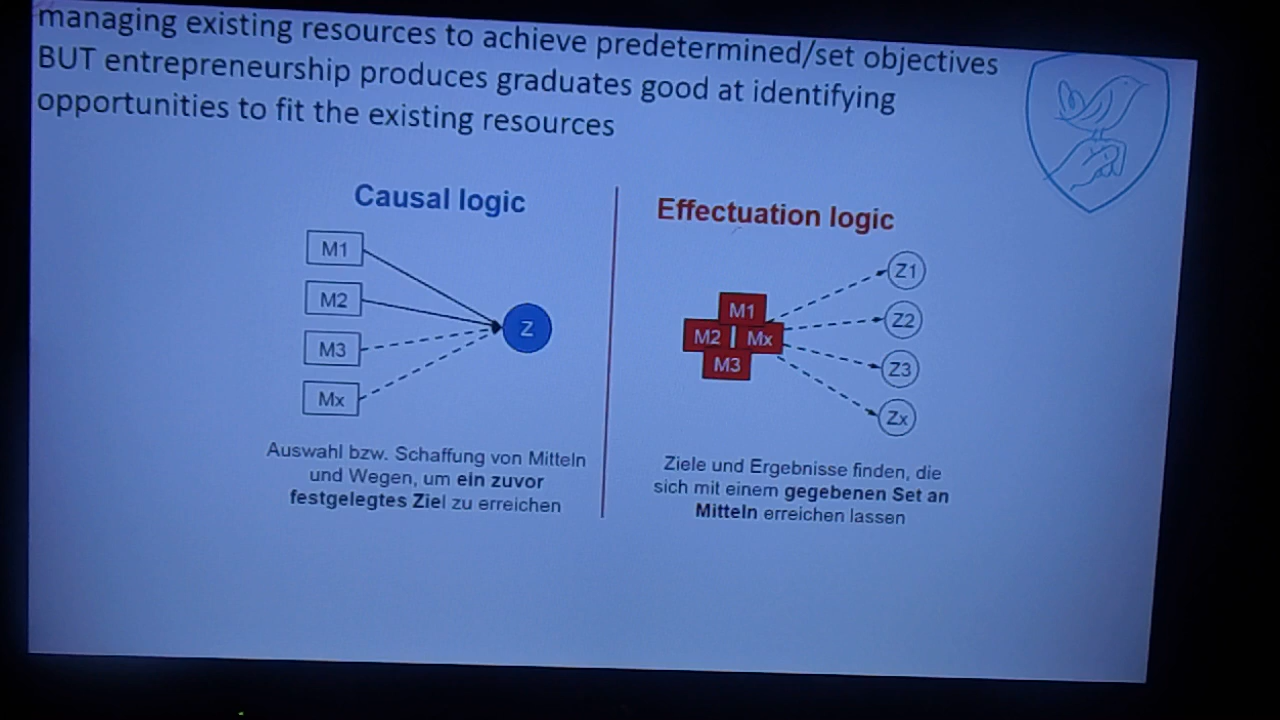 managing existing resources to achieve predetermined/set objectives
BUT entrepreneurship produces graduates good at identifying
opportunities to fit the existing resources
Causal logic
M1
M2
M3
Mx
Z
Auswahl bzw. Schaffung von Mitteln
und Wegen, um ein zuvor
festgelegtes Ziel zu erreichen
Effectuation logic
M1
M2 Mx
M3
Z1
Z2
Z3
Zx
Ziele und Ergebnisse finden, die
sich mit einem gegebenen Set an
Mitteln erreichen lassen